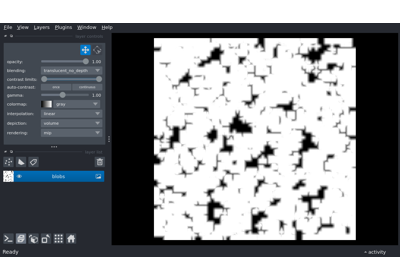 File View Layers Plugins Window Help
opacity: 1.00
blending: translucent_no_depth
contrast limits:
auto-contrast: once continuous
gamma: 1.00
colormap: gray
interpolation: linear
depiction: volume
rendering: mip
blobs
Ready
activity